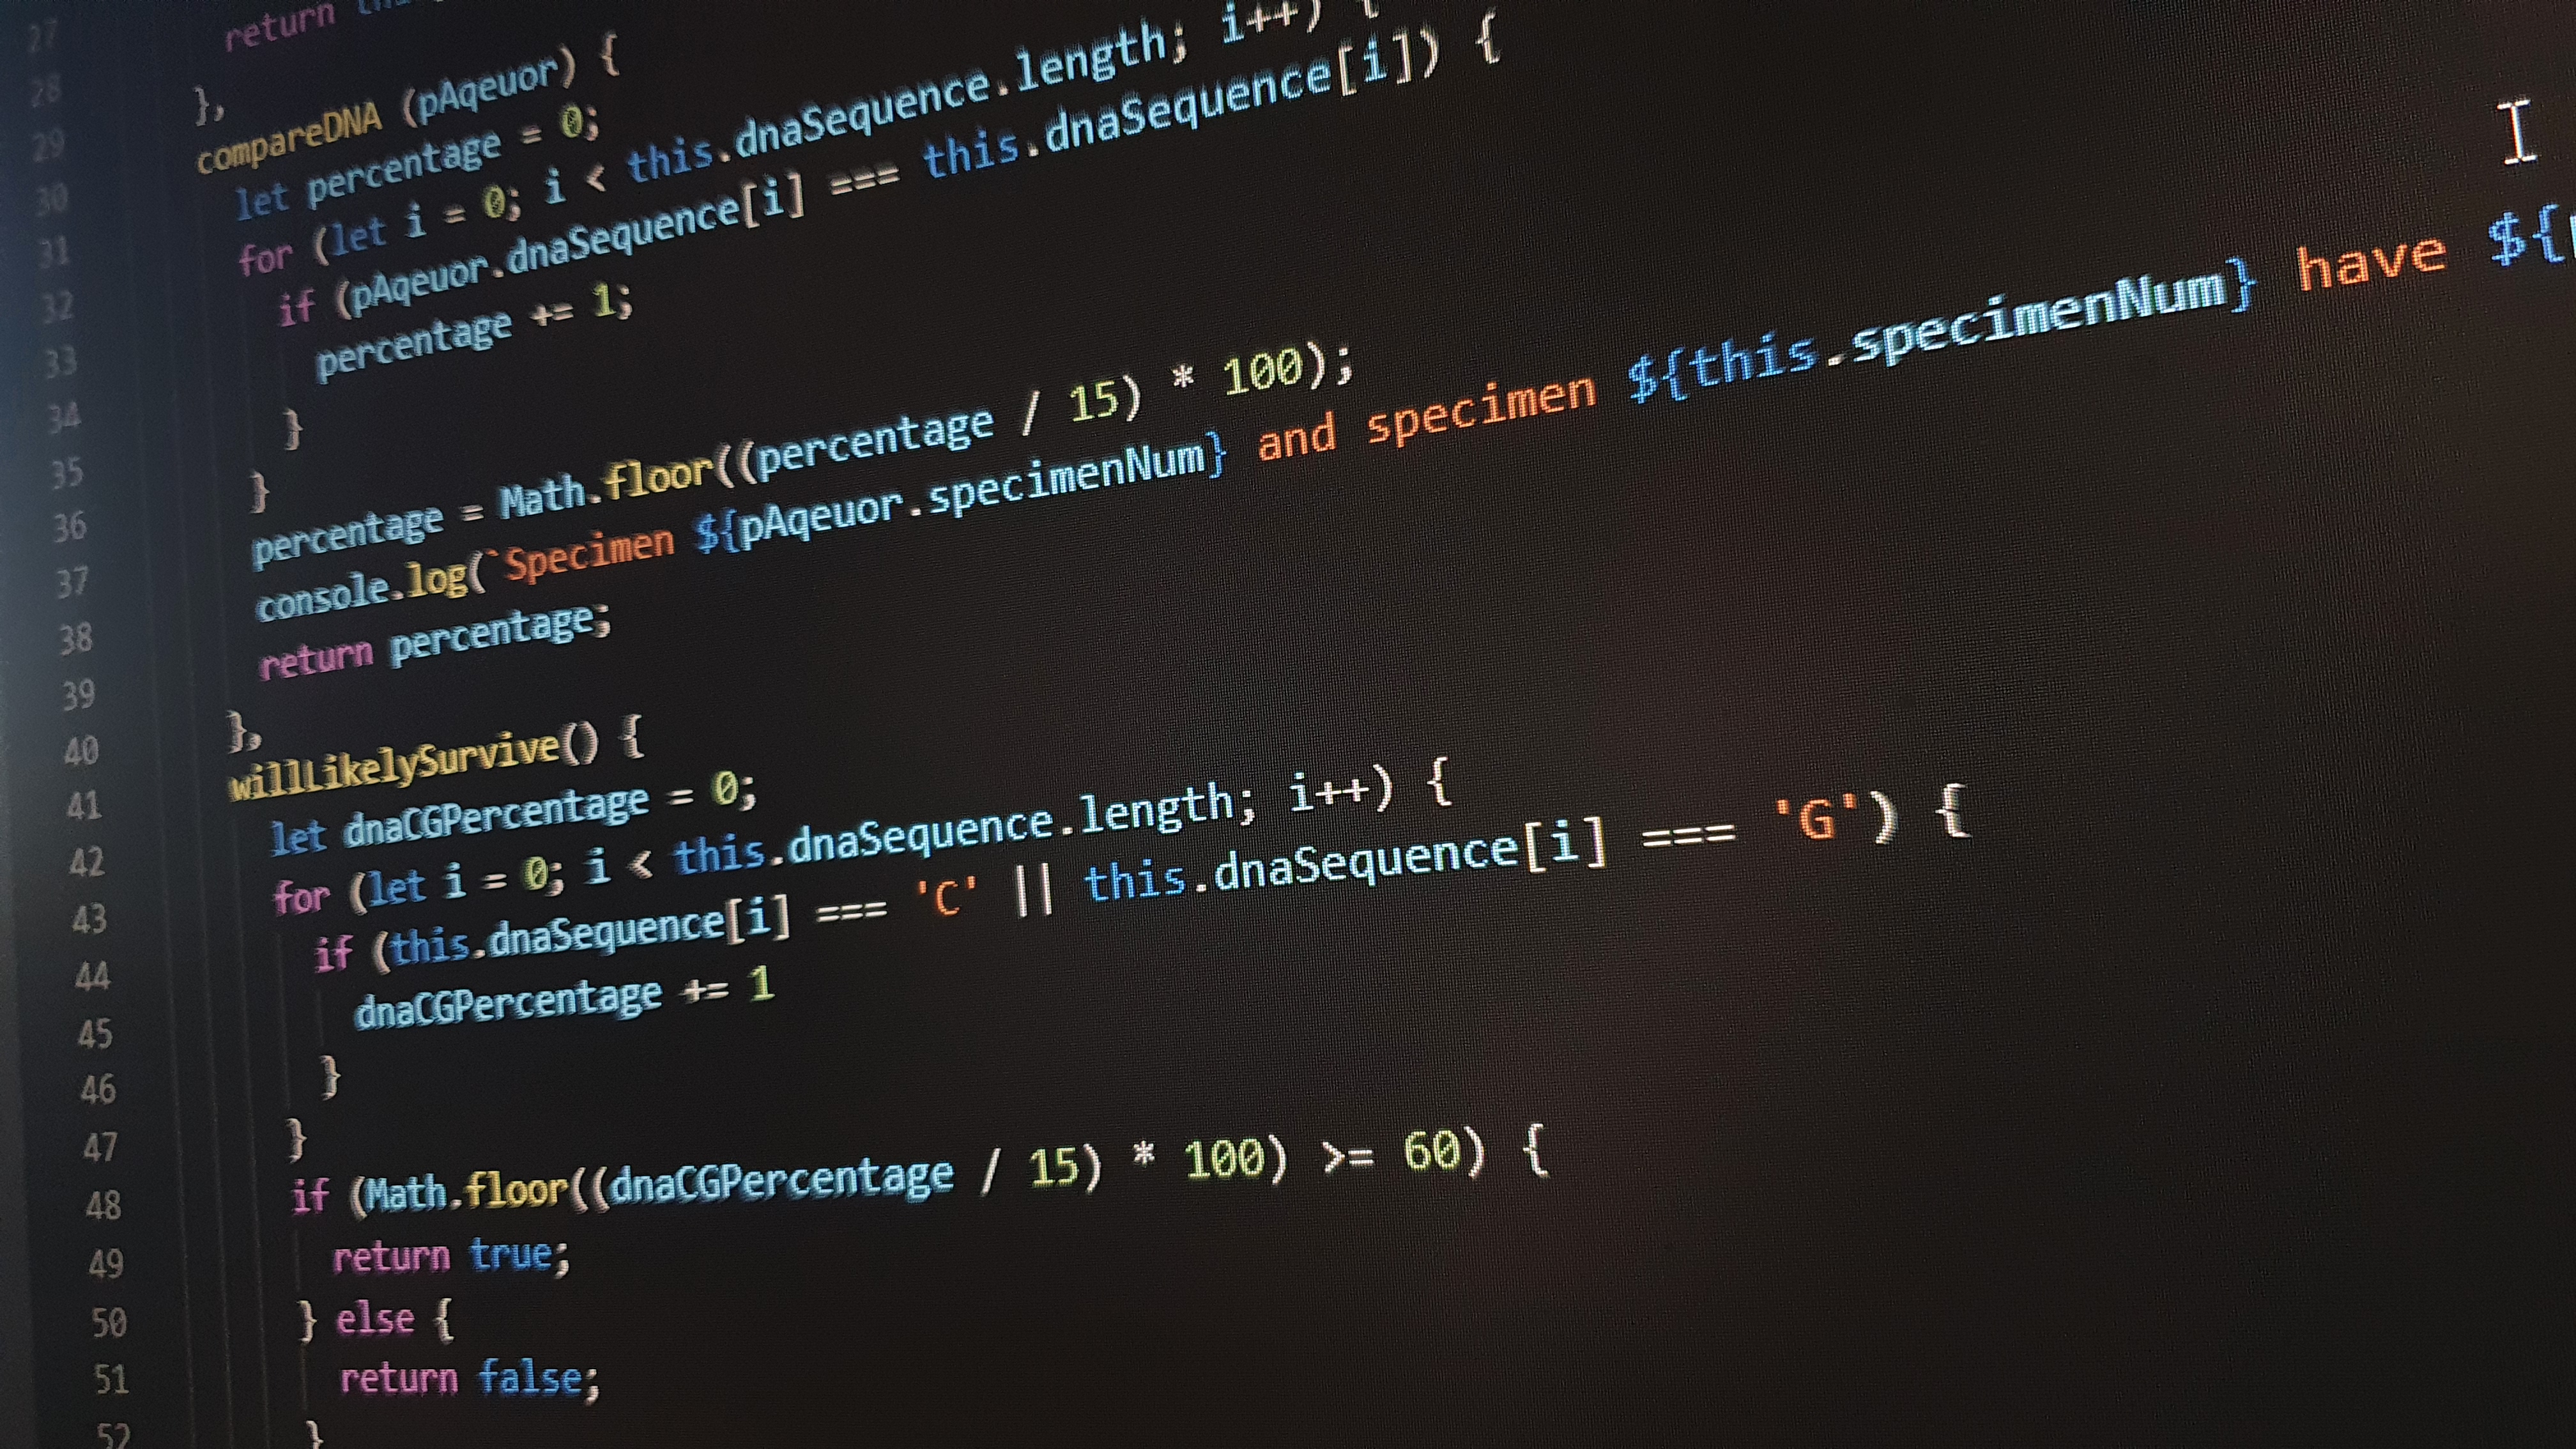 27 return
28 },
29 compareDNA (pAqeuor) {
30 let percentage = 0;
31 for (let i = 0; i < this.dnaSequence.length; i++) {
32 if (pAqeuor.dnaSequence[i] === this.dnaSequence[i]) {
33 percentage += 1;
34 }
35 }
36 percentage = Math.floor((percentage / 15) * 100);
37 console.log(`Specimen ${pAqeuor.specimenNum} and specimen ${this.specimenNum} have ${
38 return percentage;
39 },
40 willLikelySurvive() {
41 let dnaCGPercentage = 0;
42 for (let i = 0; i < this.dnaSequence.length; i++) {
43 if (this.dnaSequence[i] === 'C' || this.dnaSequence[i] === 'G') {
44 dnaCGPercentage += 1
45 }
46 }
47 if (Math.floor((dnaCGPercentage / 15) * 100) >= 60) {
48 return true;
49 } else {
50 return false;
51 }
52